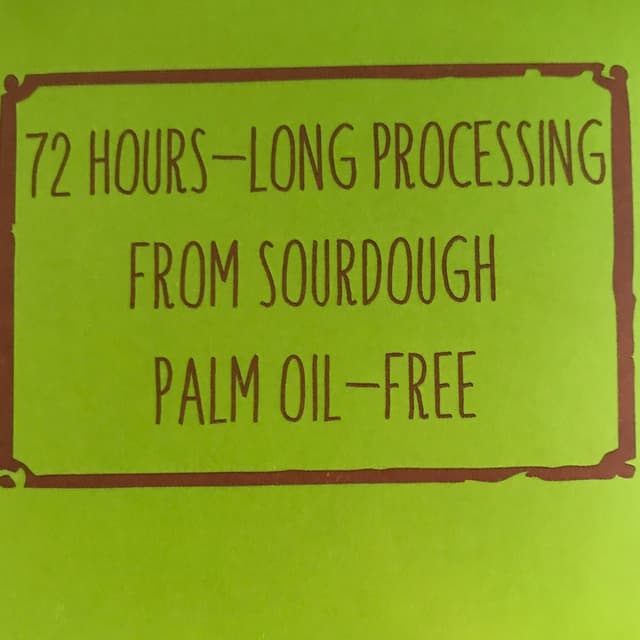 72 HOURS–LONG PROCESSING
FROM SOURDOUGH
PALM OIL–FREE